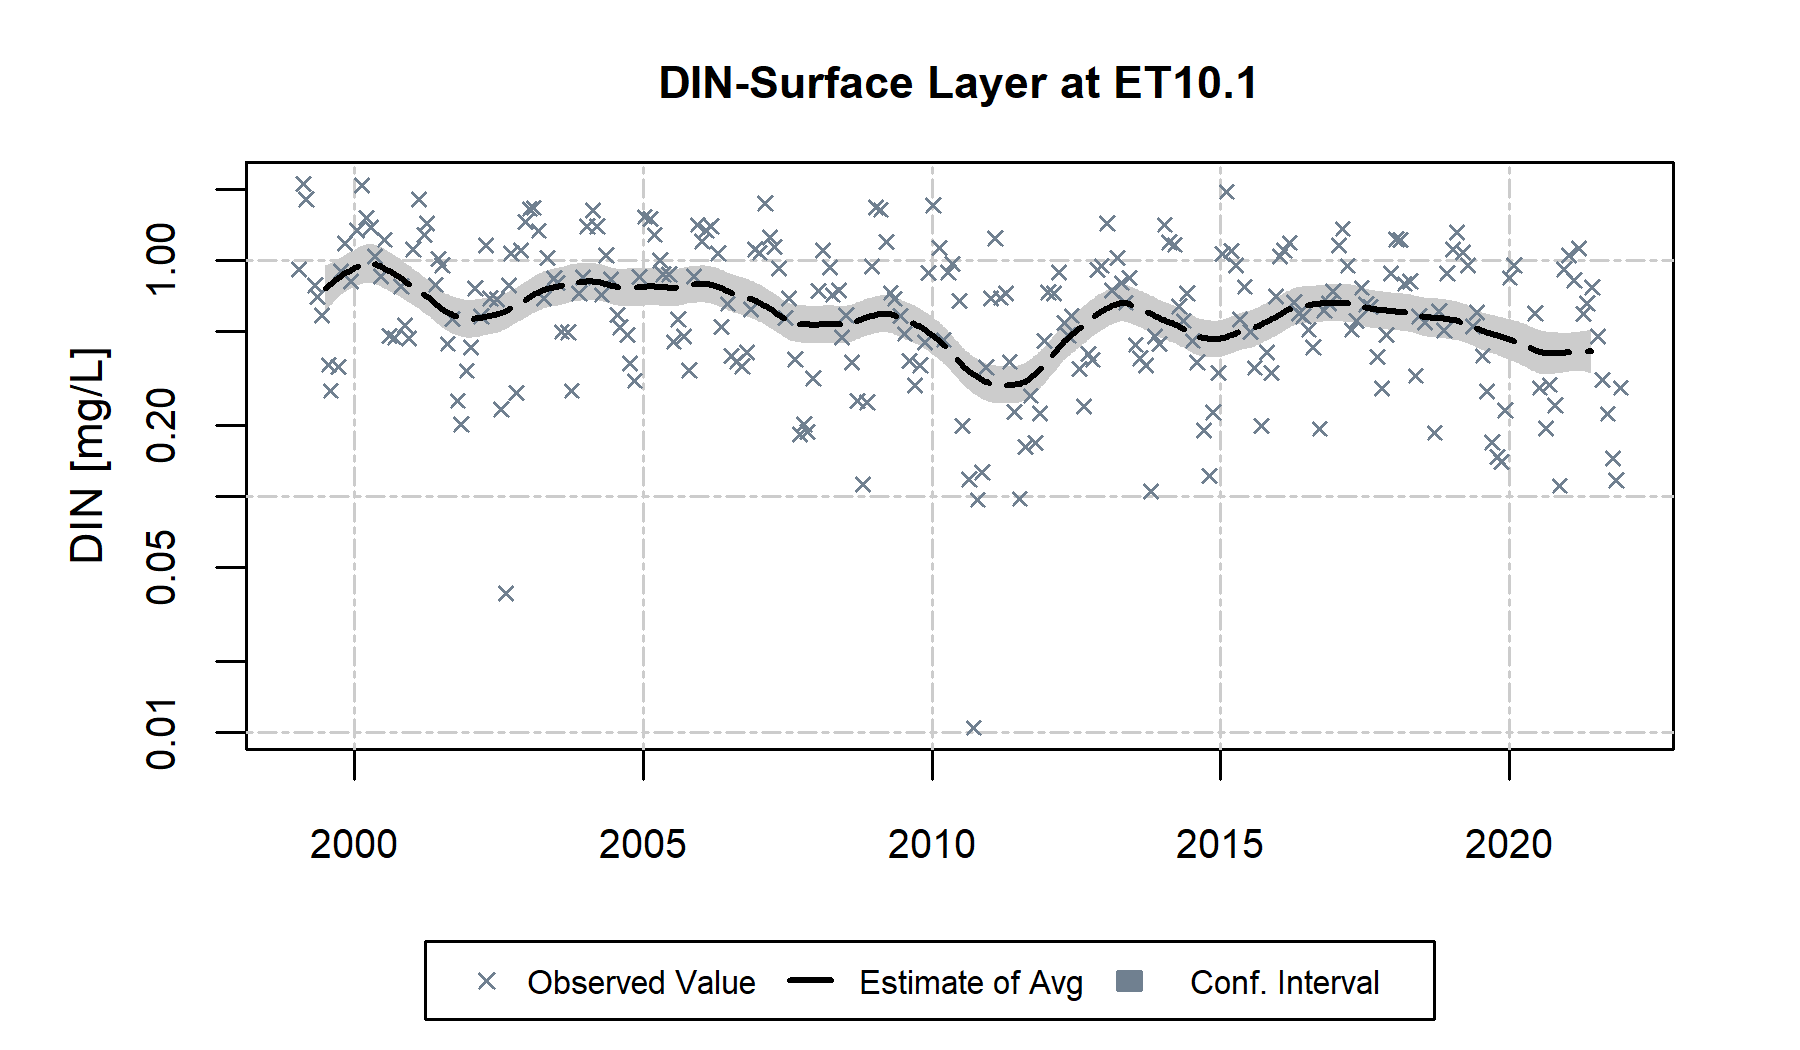 DIN-Surface Layer at ET10.1
DIN [mg/L]
1.00
0.20
0.05
0.01
2000 2005 2010 2015 2020
Observed Value Estimate of Avg Conf. Interval